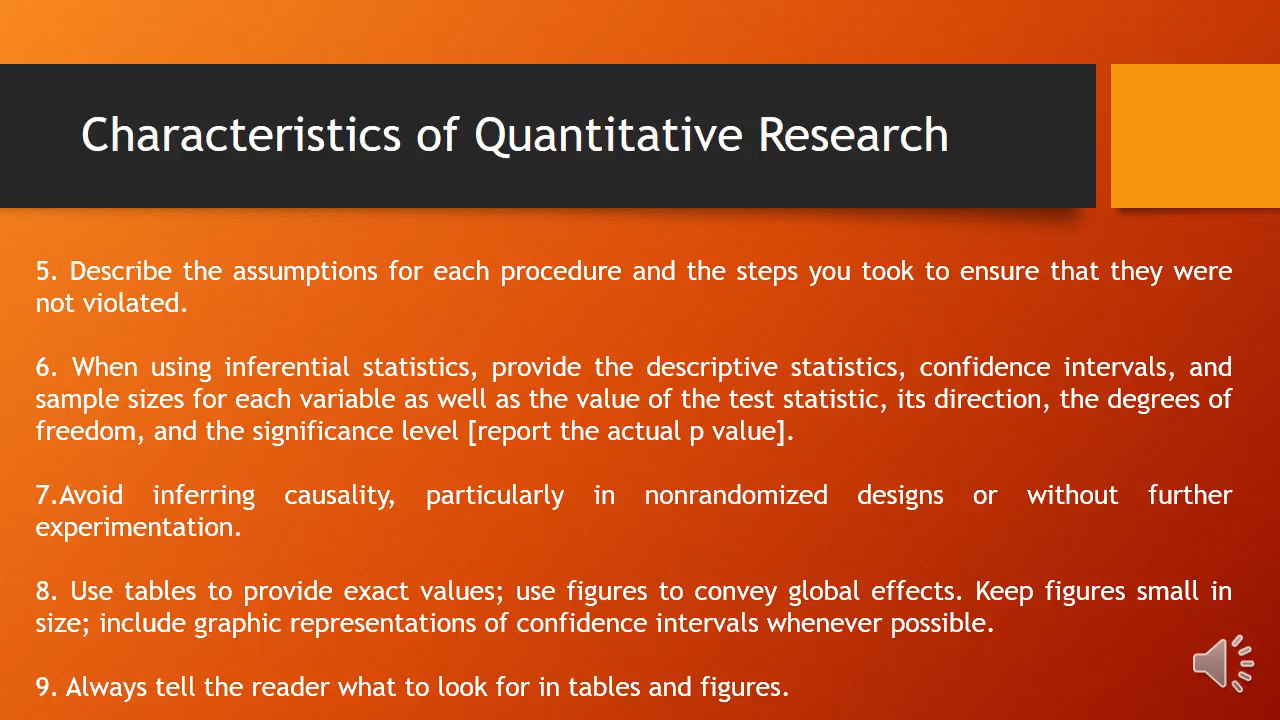 Characteristics of Quantitative Research
5. Describe the assumptions for each procedure and the steps you took to ensure that they were
not violated.
6. When using inferential statistics, provide the descriptive statistics, confidence intervals, and
sample sizes for each variable as well as the value of the test statistic, its direction, the degrees of
freedom, and the significance level [report the actual p value].
7.Avoid inferring causality, particularly in nonrandomized designs or without further
experimentation.
8. Use tables to provide exact values; use figures to convey global effects. Keep figures small in
size; include graphic representations of confidence intervals whenever possible.
9. Always tell the reader what to look for in tables and figures.